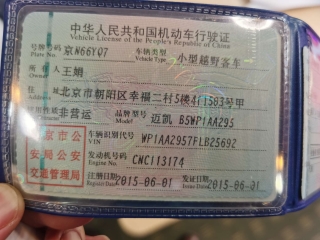 中华人民共和国机动车行驶证
Vehicle License of the People's Republic of China
号牌号码 京N66Y07 车辆类型 小型越野客车
Plate No. Vehicle Type
所有人 王娟
Owner
住址 北京市朝阳区幸福二村5楼4门503号甲
Address
使用性质 非营运 品牌型号 迈凯 BSWP1AA295
Model
北京市公 车辆识别代号 WP1AA2957FLB25692
VIN
安局公安 发动机号码 CNC113174
Engine No.
交通管理局 注册日期 2015-06-01 发证日期 2015-06-01
Register Date Issue Date